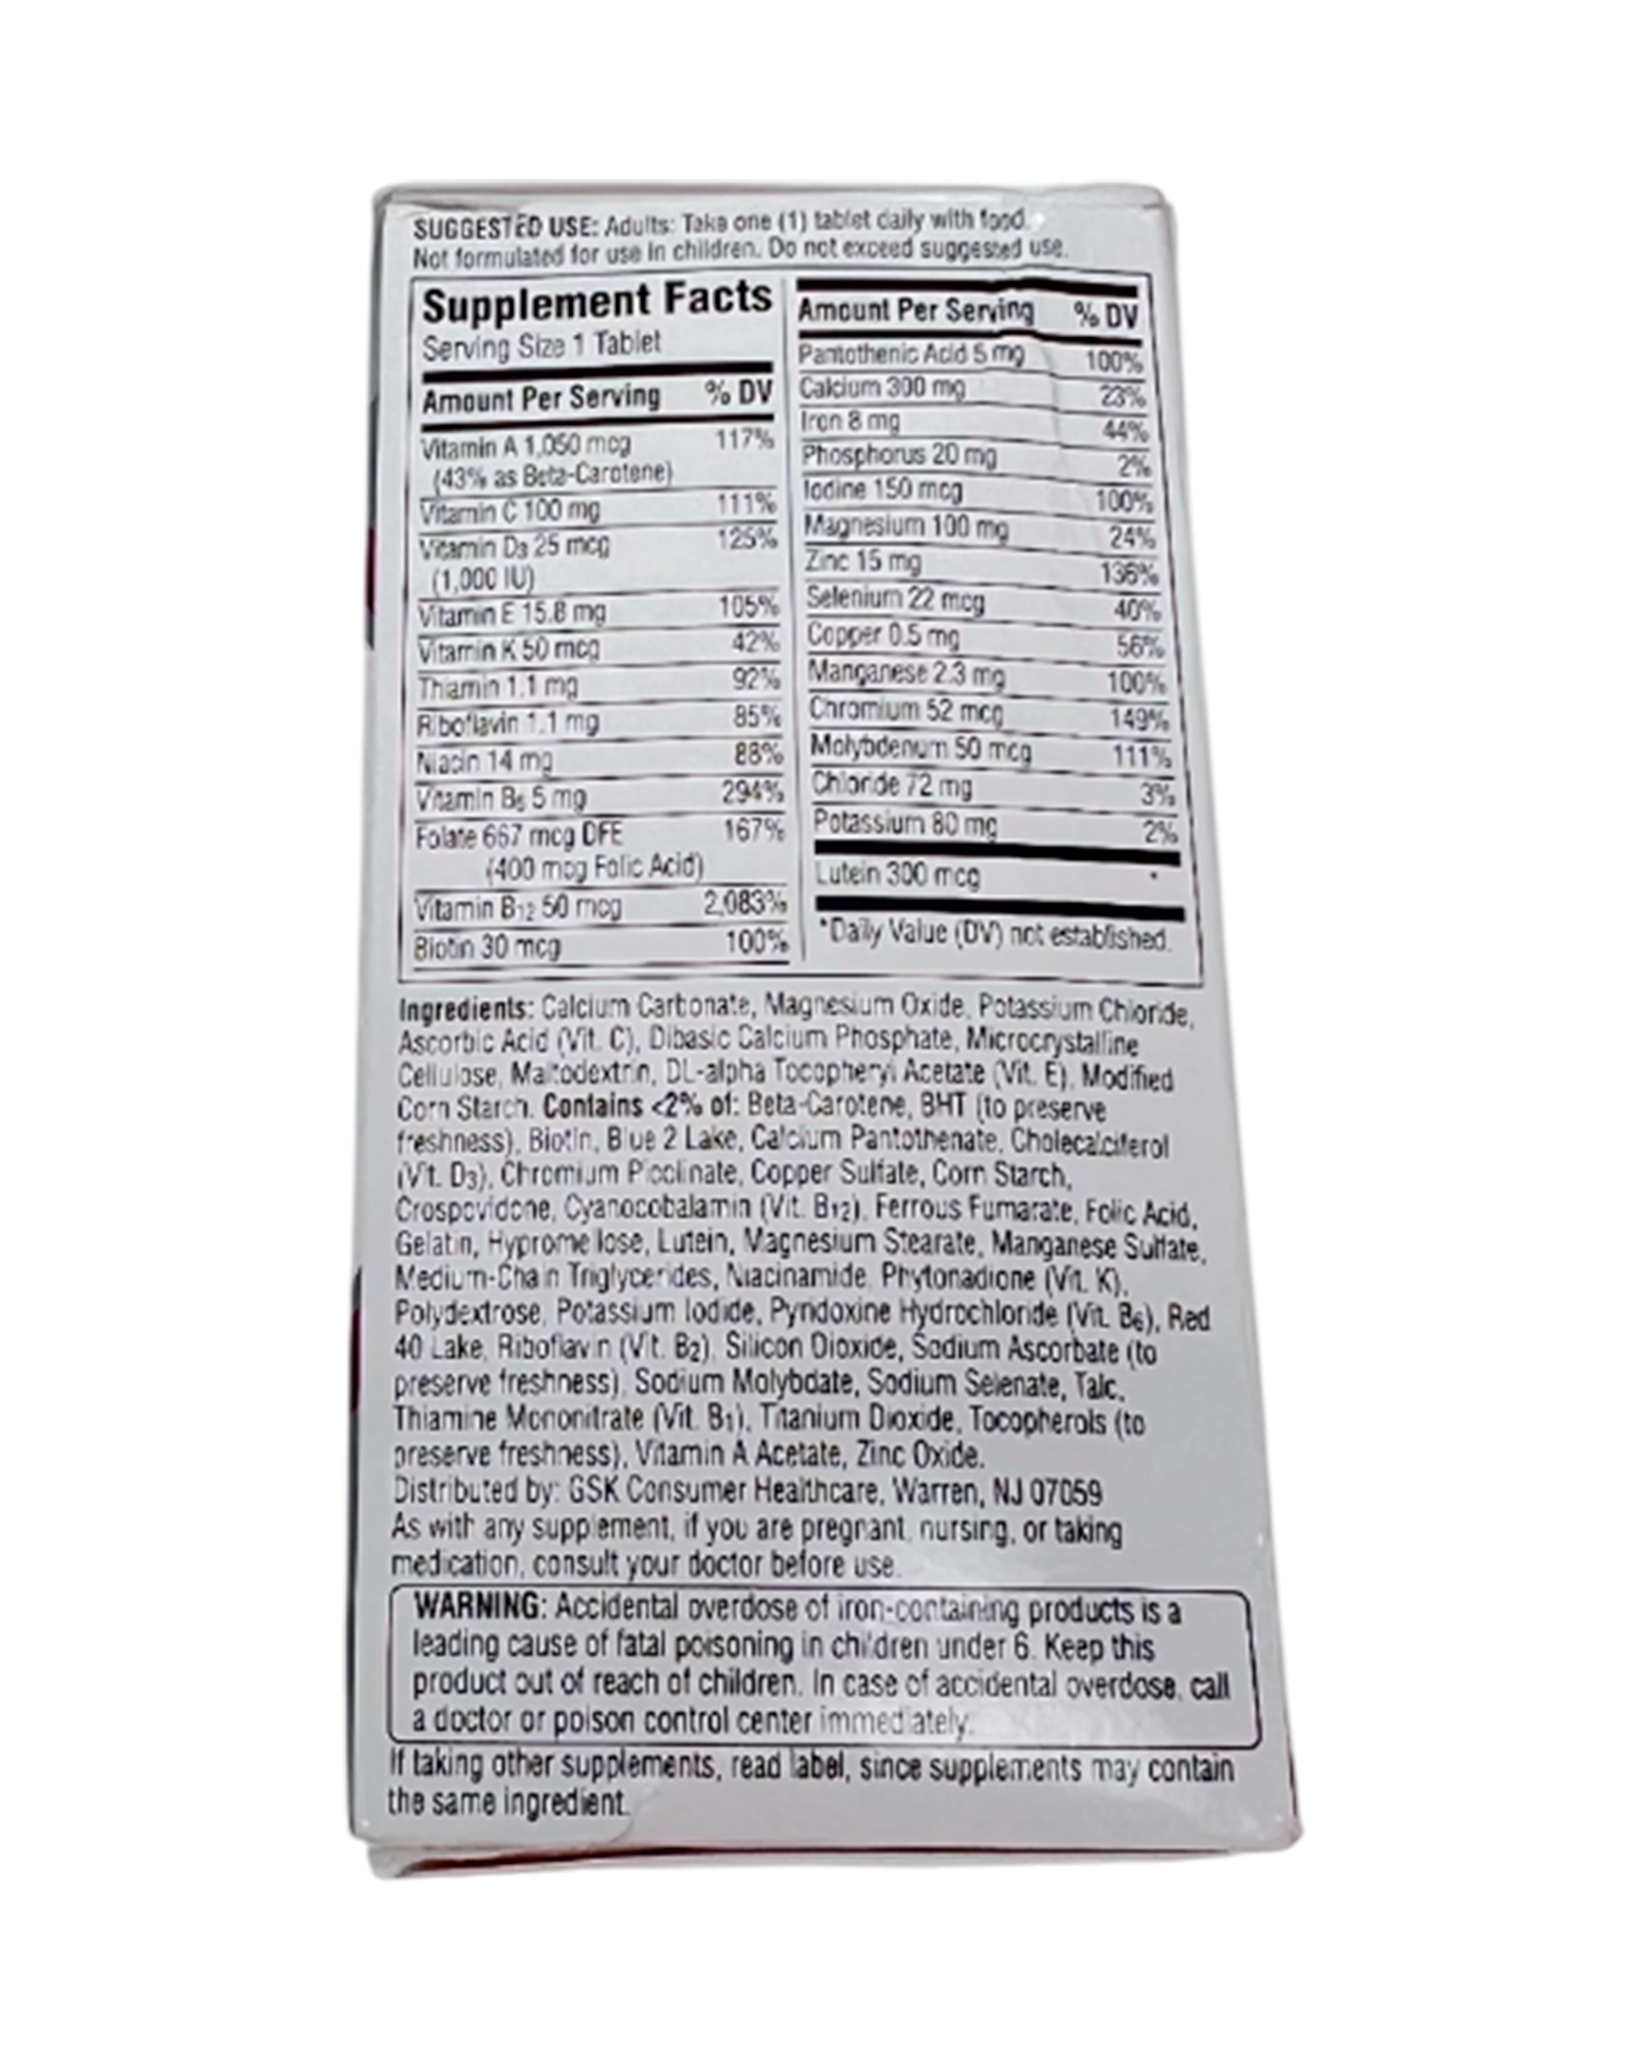 SUGGESTED USE: Adults: Take one (1) tablet daily with food.
Not formulated for use in children. Do not exceed suggested use.
Supplement Facts
Serving Size 1 Tablet
Amount Per Serving % DV
Vitamin A 1,050 mcg 117%
(43% as Beta-Carotene)
Vitamin C 100 mg 111%
Vitamin D3 25 mcg 125%
(1,000 IU)
Vitamin E 15.8 mg 105%
Vitamin K 50 mcg 42%
Thiamin 1.1 mg 92%
Riboflavin 1.1 mg 85%
Niacin 14 mg 88%
Vitamin B6 5 mg 294%
Folate 667 mcg DFE 167%
(400 mcg Folic Acid)
Vitamin B12 50 mcg 2,083%
Biotin 30 mcg 100%
Amount Per Serving % DV
Pantothenic Acid 5 mg 100%
Calcium 300 mg 23%
Iron 8 mg 44%
Phosphorus 20 mg 2%
Iodine 150 mcg 100%
Magnesium 100 mg 24%
Zinc 15 mg 136%
Selenium 22 mcg 40%
Copper 0.5 mg 56%
Manganese 2.3 mg 100%
Chromium 52 mcg 149%
Molybdenum 50 mcg 111%
Chloride 72 mg 3%
Potassium 80 mg 2%
Lutein 300 mcg *
*Daily Value (DV) not established.
Ingredients: Calcium Carbonate, Magnesium Oxide, Potassium Chloride,
Ascorbic Acid (Vit. C), Dibasic Calcium Phosphate, Microcrystalline
Cellulose, Maltodextrin, DL-alpha Tocopheryl Acetate (Vit. E), Modified
Corn Starch. Contains <2% of: Beta-Carotene, BHT (to preserve
freshness), Biotin, Blue 2 Lake, Calcium Pantothenate, Cholecalciferol
(Vit. D3), Chromium Picolinate, Copper Sulfate, Corn Starch,
Crospovidone, Cyanocobalamin (Vit. B12), Ferrous Fumarate, Folic Acid,
Gelatin, Hypromellose, Lutein, Magnesium Stearate, Manganese Sulfate,
Medium-Chain Triglycerides, Niacinamide, Phytonadione (Vit. K),
Polydextrose, Potassium Iodide, Pyridoxine Hydrochloride (Vit. B6), Red
40 Lake, Riboflavin (Vit. B2), Silicon Dioxide, Sodium Ascorbate (to
preserve freshness), Sodium Molybdate, Sodium Selenate, Talc,
Thiamine Mononitrate (Vit. B1), Titanium Dioxide, Tocopherols (to
preserve freshness), Vitamin A Acetate, Zinc Oxide.
Distributed by: GSK Consumer Healthcare, Warren, NJ 07059
As with any supplement, if you are pregnant, nursing, or taking
medication, consult your doctor before use.
WARNING: Accidental overdose of iron-containing products is a
leading cause of fatal poisoning in children under 6. Keep this
product out of reach of children. In case of accidental overdose, call
a doctor or poison control center immediately.
If taking other supplements, read label, since supplements may contain
the same ingredient.